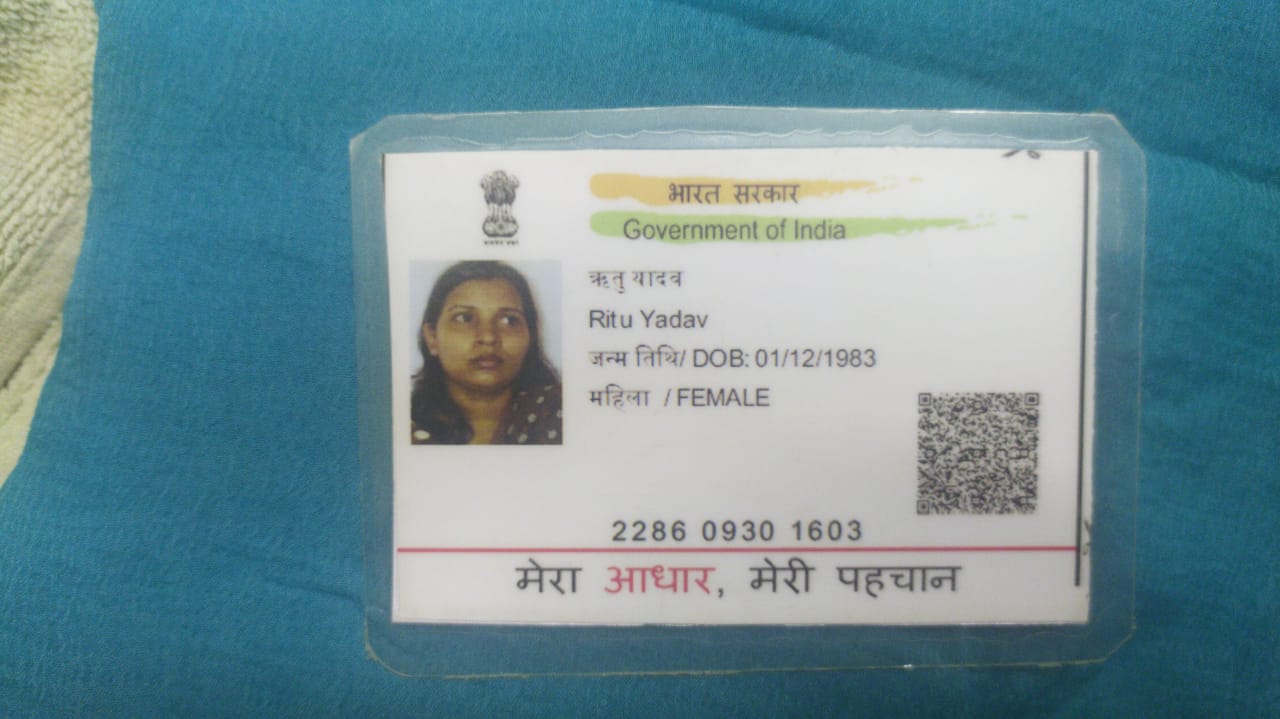 भारत सरकार
Government of India
ऋतु यादव
Ritu Yadav
जन्म तिथि/ DOB: 01/12/1983
महिला / FEMALE
2286 0930 1603
मेरा आधार, मेरी पहचान